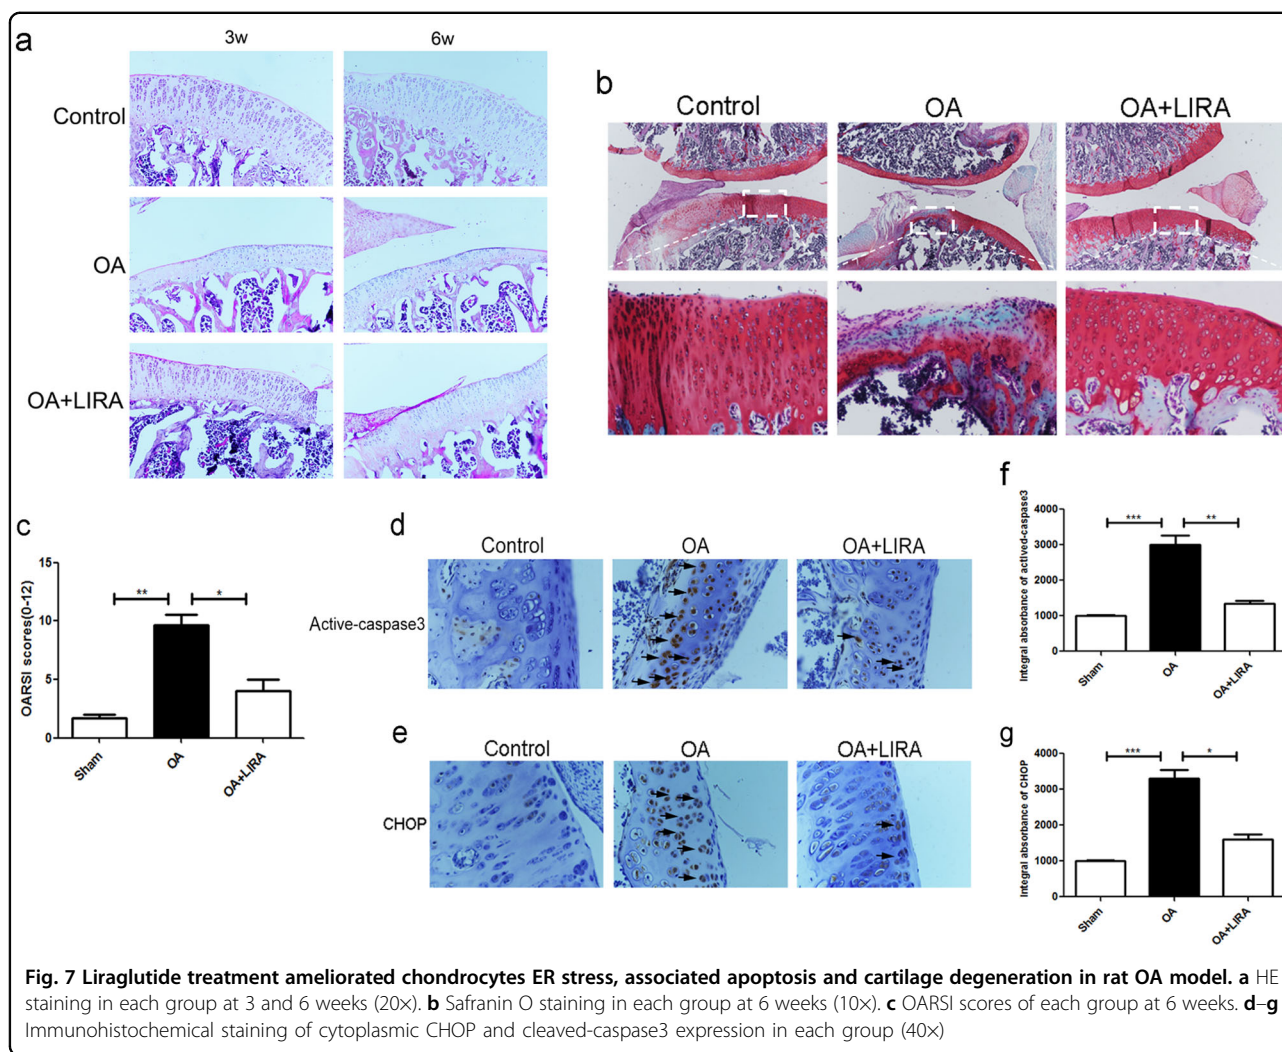 a
3w 6w
Control
OA
OA+LIRA
b
Control OA OA+LIRA
c
OARSI scores(0-12)
15
10
5
0
** *
Sham OA OA+LIRA
d
Control OA OA+LIRA
Active-caspase3
e
Control OA OA+LIRA
CHOP
f
Integral absorbance of actived-caspase3
4000
3000
2000
1000
0
*** **
Sham OA OA+LIRA
g
Integral absorbance of CHOP
4000
3000
2000
1000
0
*** *
Sham OA OA+LIRA
Fig. 7 Liraglutide treatment ameliorated chondrocytes ER stress, associated apoptosis and cartilage degeneration in rat OA model. a HE
staining in each group at 3 and 6 weeks (20×). b Safranin O staining in each group at 6 weeks (10×). c OARSI scores of each group at 6 weeks. d–g
Immunohistochemical staining of cytoplasmic CHOP and cleaved-caspase3 expression in each group (40×)